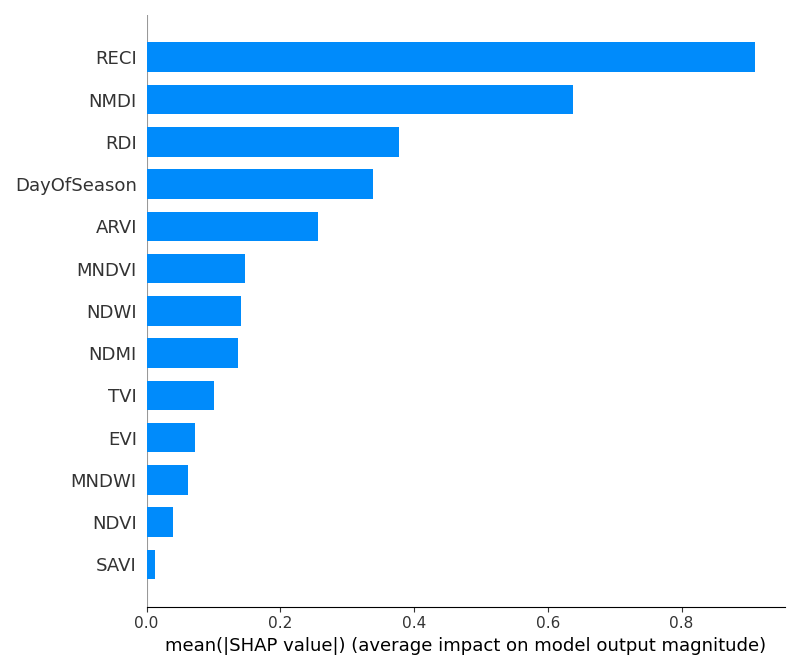 RECI
NMDI
RDI
DayOfSeason
ARVI
MNDVI
NDWI
NDMI
TVI
EVI
MNDWI
NDVI
SAVI
0.0 0.2 0.4 0.6 0.8
mean(|SHAP value|) (average impact on model output magnitude)